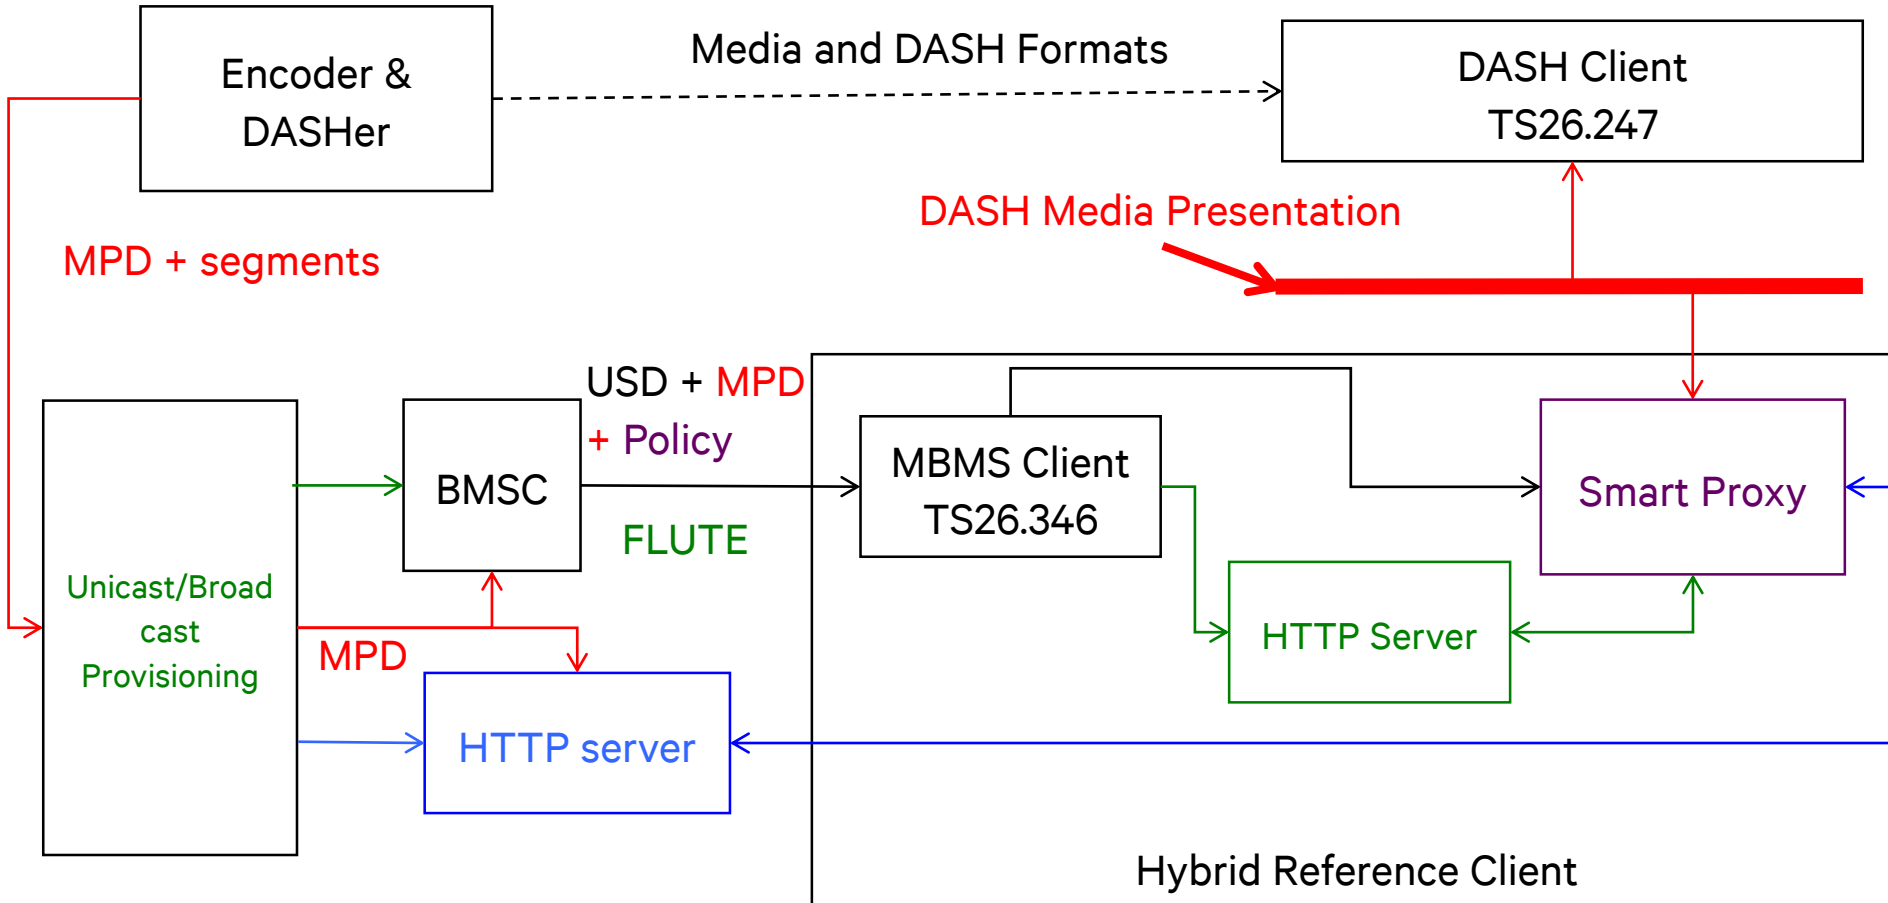 Encoder &
DASHer
Media and DASH Formats
DASH Client
TS26.247
DASH Media Presentation
MPD + segments
USD + MPD
+ Policy
BMSC
FLUTE
MBMS Client
TS26.346
Smart Proxy
Unicast/Broad
cast
Provisioning
MPD
HTTP Server
HTTP server
Hybrid Reference Client